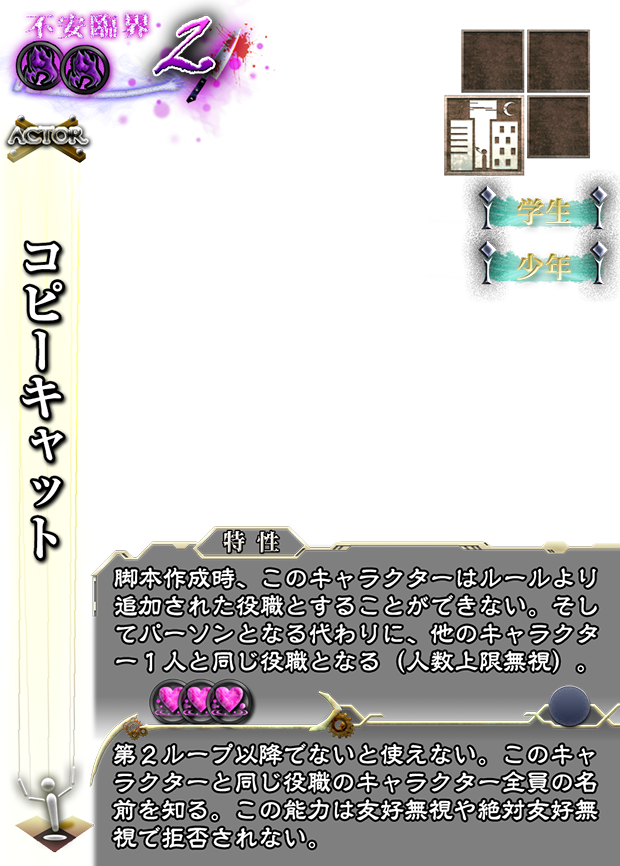 不安臨界
2
ACTOR
学生
少年
コピーキャット
特性
脚本作成時、このキャラクターはルールより
追加された役職とすることができない。そし
てパーソンとなる代わりに、他のキャラクタ
ー１人と同じ役職となる（人数上限無視）。
第２ループ以降でないと使えない。このキャ
ラクターと同じ役職のキャラクター全員の名
前を知る。この能力は友好無視や絶対友好無
視で拒否されない。